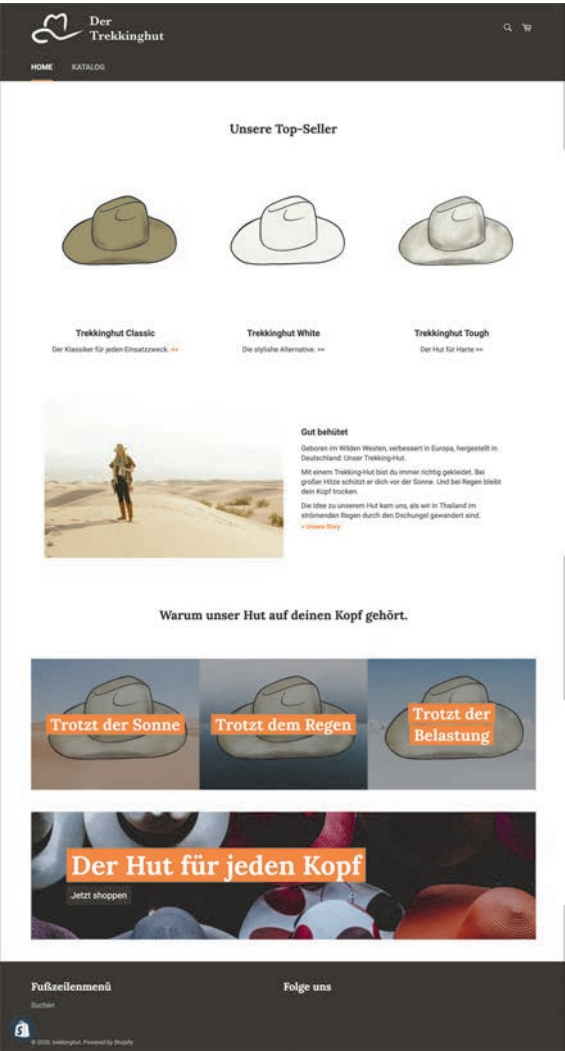 Der
Trekkinghut
HOME KATALOG
Unsere Top-Seller
Trekkinghut Classic
Der Klassiker für jeden Einsatzzweck. >>
Trekkinghut White
Die stylishe Alternative. >>
Trekkinghut Tough
Der Hut für Harte >>
Gut behütet
Geboren im Wilden Westen, verbessert in Europa, hergestellt in
Deutschland: Unser Trekking-Hut.
Mit einem Trekking-Hut bist du immer richtig gekleidet. Bei
großer Hitze schützt er dich vor der Sonne. Und bei Regen bleibt
dein Kopf trocken.
Die Idee zu unserem Hut kam uns, als wir in Thailand im
strömenden Regen durch den Dschungel gewandert sind.
» Unsere Story
Warum unser Hut auf deinen Kopf gehört.
Trotzt der Sonne
Trotzt dem Regen
Trotzt der
Belastung
Der Hut für jeden Kopf
Jetzt shoppen
Fußzeilenmenü
Suchen
Folge uns
© 2020, trekkinghut. Powered by Shopify